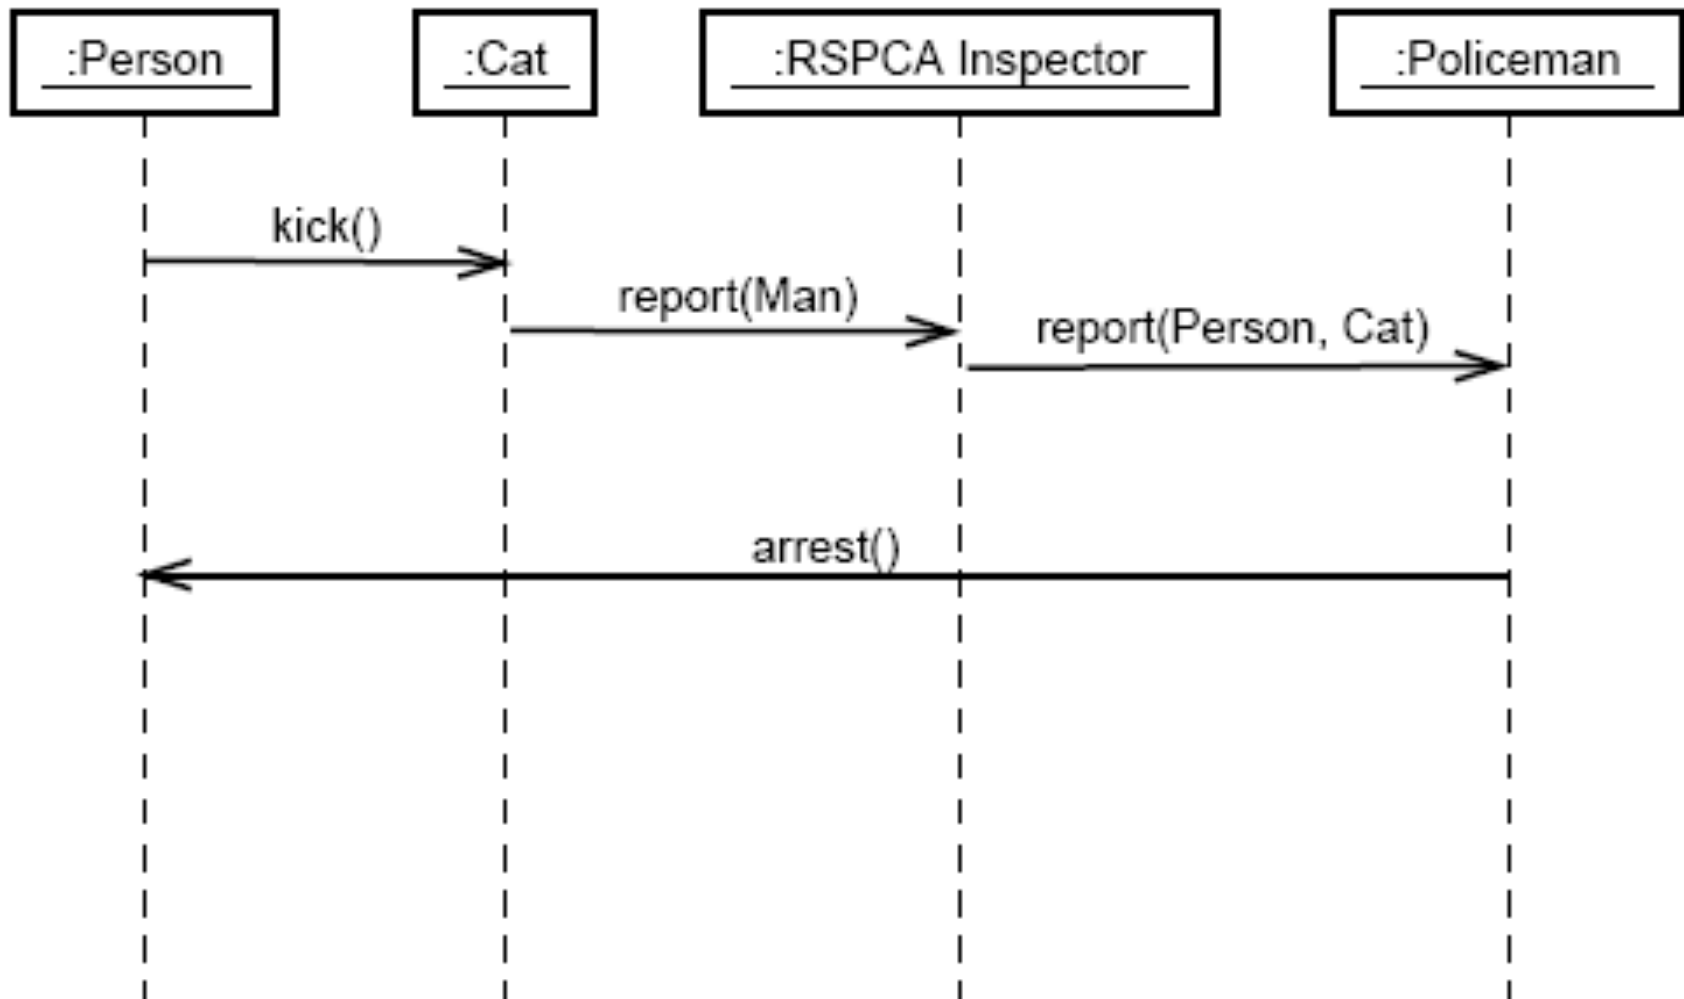 :Person
:Cat
:RSPCA Inspector
:Policeman
kick()
report(Man)
report(Person, Cat)
arrest()